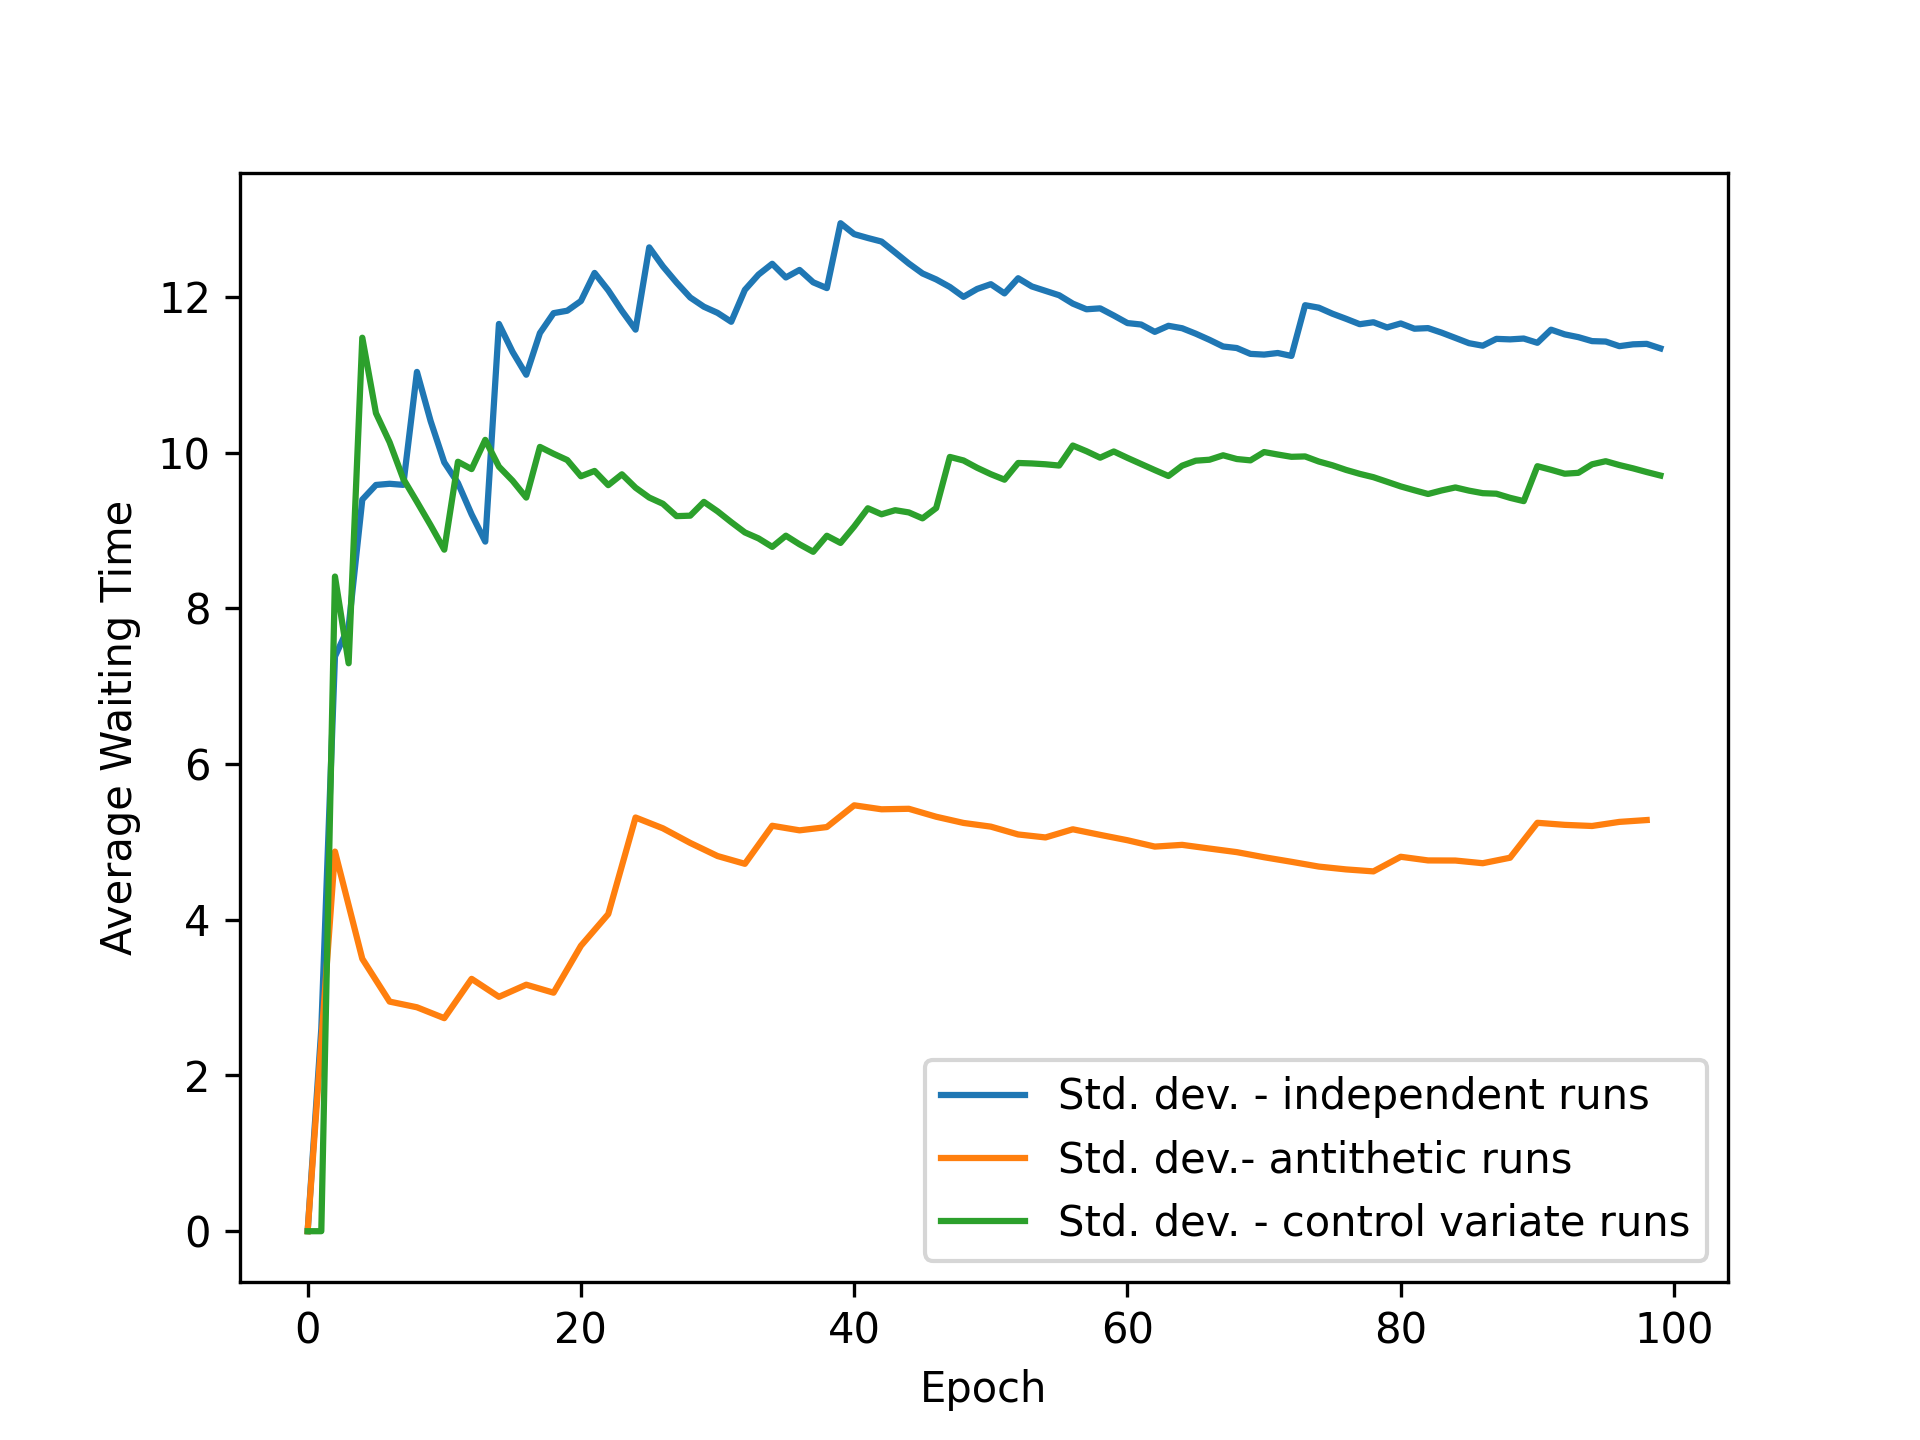 12
10
8
6
4
2
0
Average Waiting Time
Std. dev. - independent runs
Std. dev.- antithetic runs
Std. dev. - control variate runs
0 20 40 60 80 100
Epoch